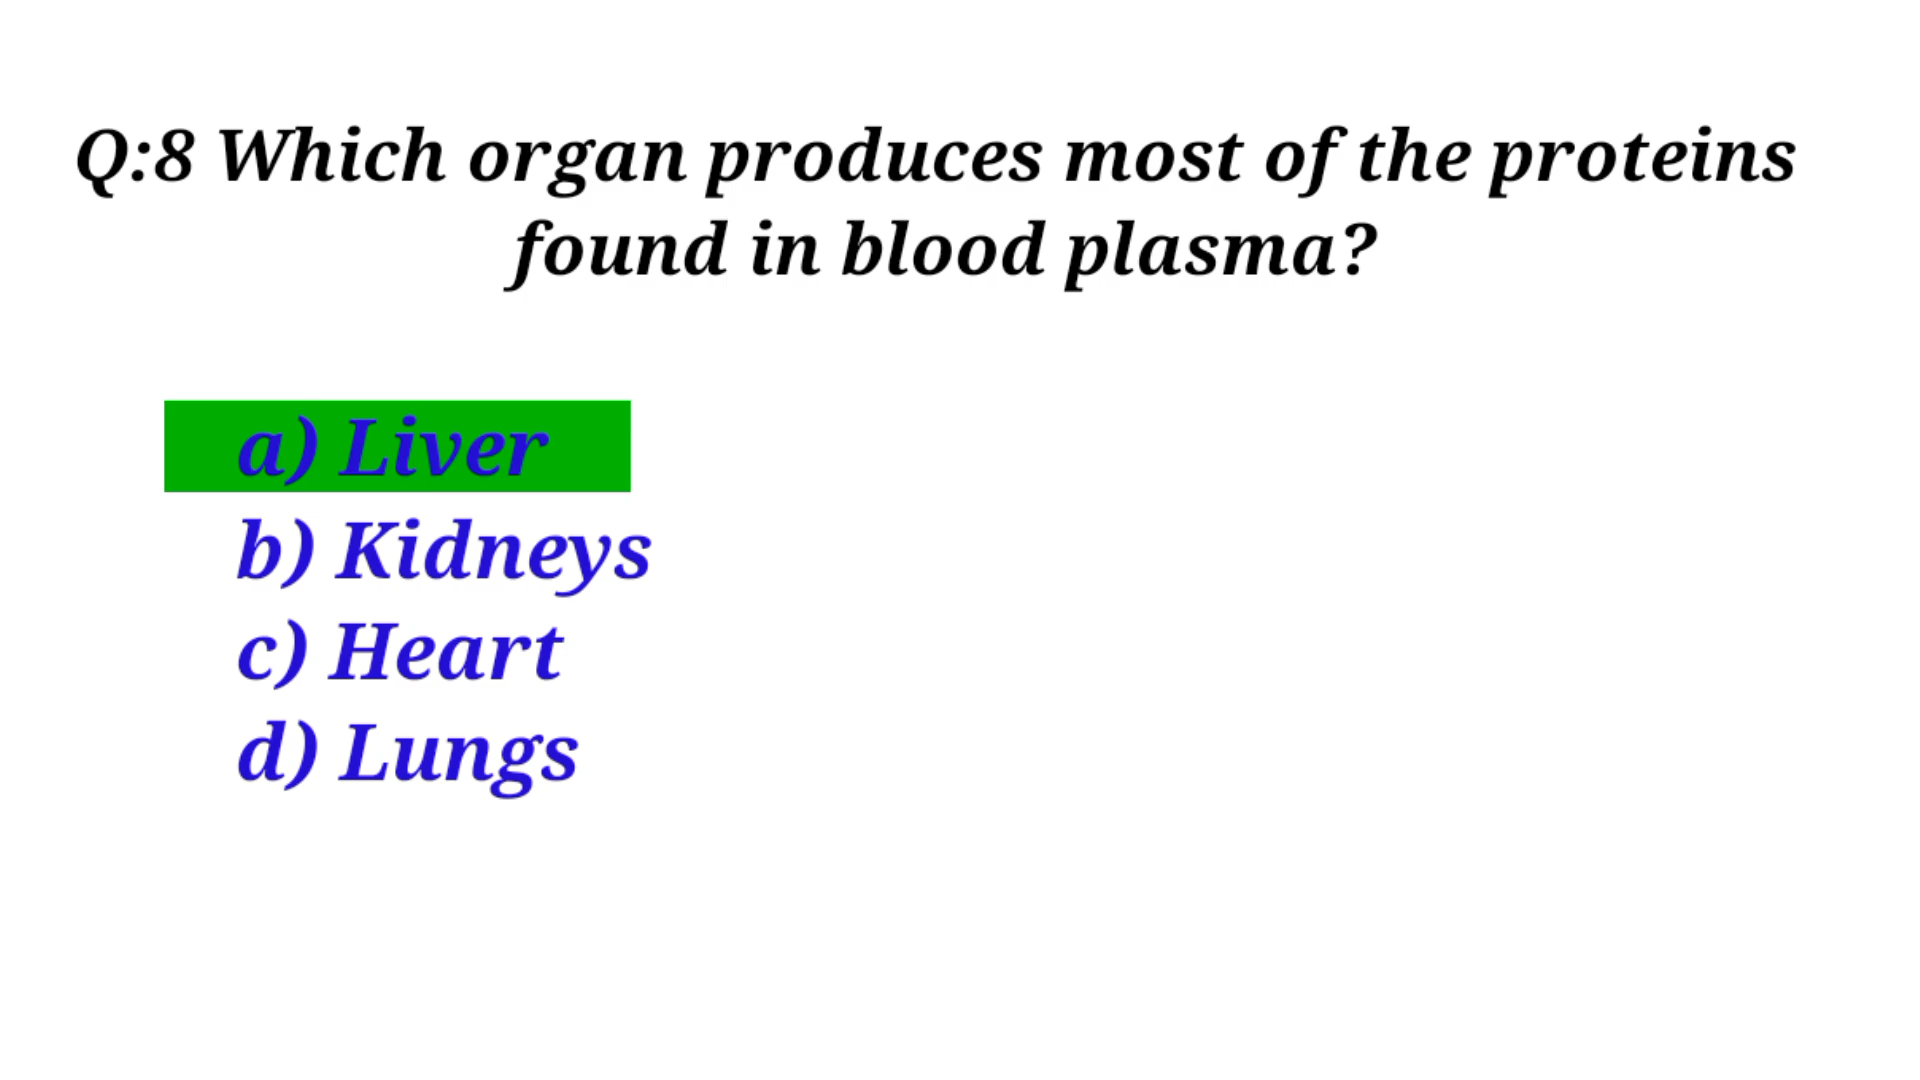 Q:8 Which organ produces most of the proteins
found in blood plasma?
a) Liver
b) Kidneys
c) Heart
d) Lungs